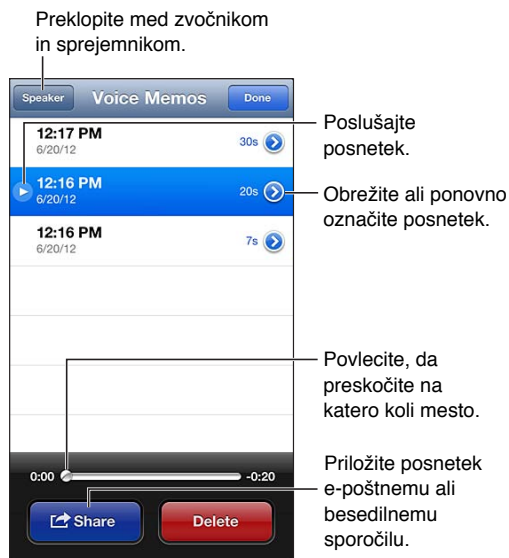 Preklopite med zvočnikom
in sprejemnikom.
Speaker Voice Memos Done
12:17 PM
6/20/12
30s
Poslušajte
posnetek.
12:16 PM
6/20/12
20s
Obrežite ali ponovno
označite posnetek.
12:16 PM
6/20/12
7s
Povlecite, da
preskočite na
katero koli mesto.
0:00 -0:20
Share Delete
Priložite posnetek
e-poštnemu ali
besedilnemu
sporočilu.